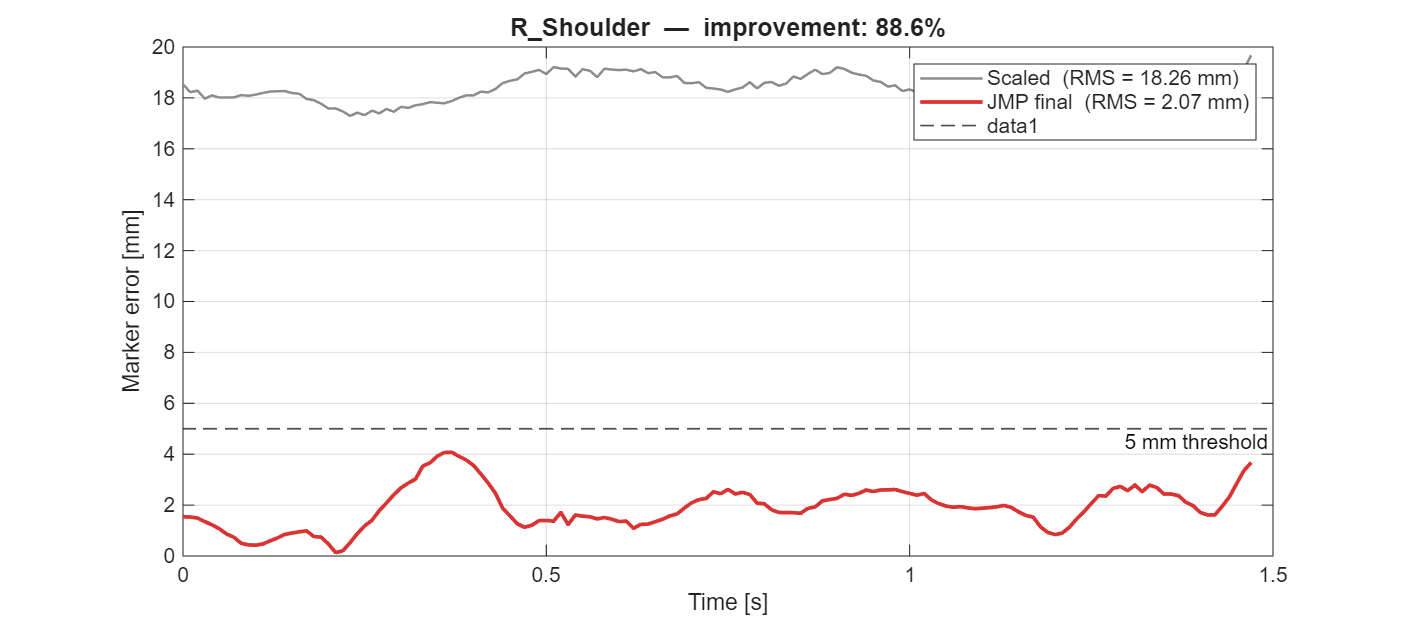 R_Shoulder — improvement: 88.6%
20
18
16
14
12
10
8
6
4
2
0
Marker error [mm]
Scaled (RMS = 18.26 mm)
JMP final (RMS = 2.07 mm)
data1
5 mm threshold
0 0.5 1 1.5
Time [s]